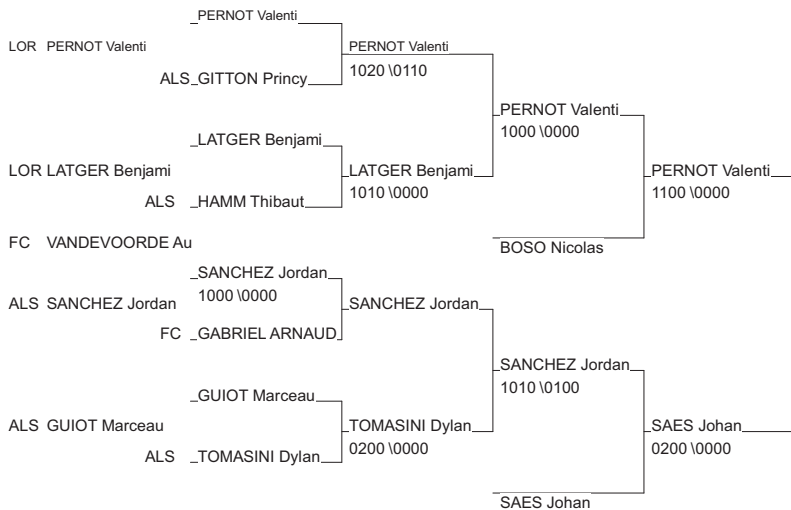 PERNOT Valenti
LOR PERNOT Valenti
PERNOT Valenti
1020 \0110
ALS GITTON Princy
PERNOT Valenti
1000 \0000
LATGER Benjami
LOR LATGER Benjami
LATGER Benjami
1010 \0000
PERNOT Valenti
1100 \0000
ALS HAMM Thibaut
FC VANDEVOORDE Au
BOSO Nicolas
SANCHEZ Jordan
1000 \0000
ALS SANCHEZ Jordan
SANCHEZ Jordan
FC GABRIEL ARNAUD
SANCHEZ Jordan
1010 \0100
GUIOT Marceau
ALS GUIOT Marceau
TOMASINI Dylan
0200 \0000
SAES Johan
0200 \0000
ALS TOMASINI Dylan
SAES Johan